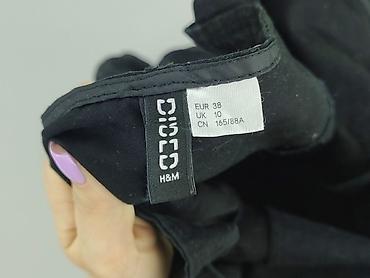 DIVIDED
H&M
EUR 38
UK 10
CN 165/88A